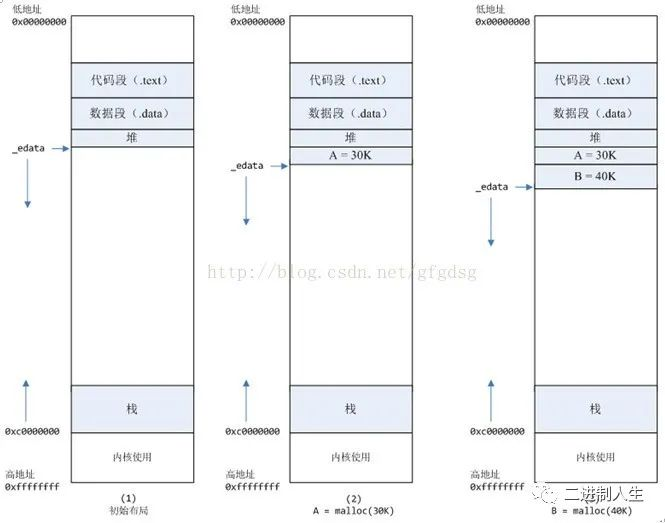 低地址
0x00000000
代码段（.text）
数据段（.data）
堆
_edata
栈
0xc0000000
内核使用
高地址
0xffffffff
(1)
初始布局
低地址
0x00000000
代码段（.text）
数据段（.data）
堆
A = 30K
_edata
栈
0xc0000000
内核使用
高地址
0xffffffff
(2)
A = malloc(30K)
低地址
0x00000000
代码段（.text）
数据段（.data）
堆
A = 30K
B = 40K
_edata
栈
0xc0000000
内核使用
高地址
0xffffffff
B = malloc(40K)
http://blog.csdn.net/gfgdsg
二进制人生